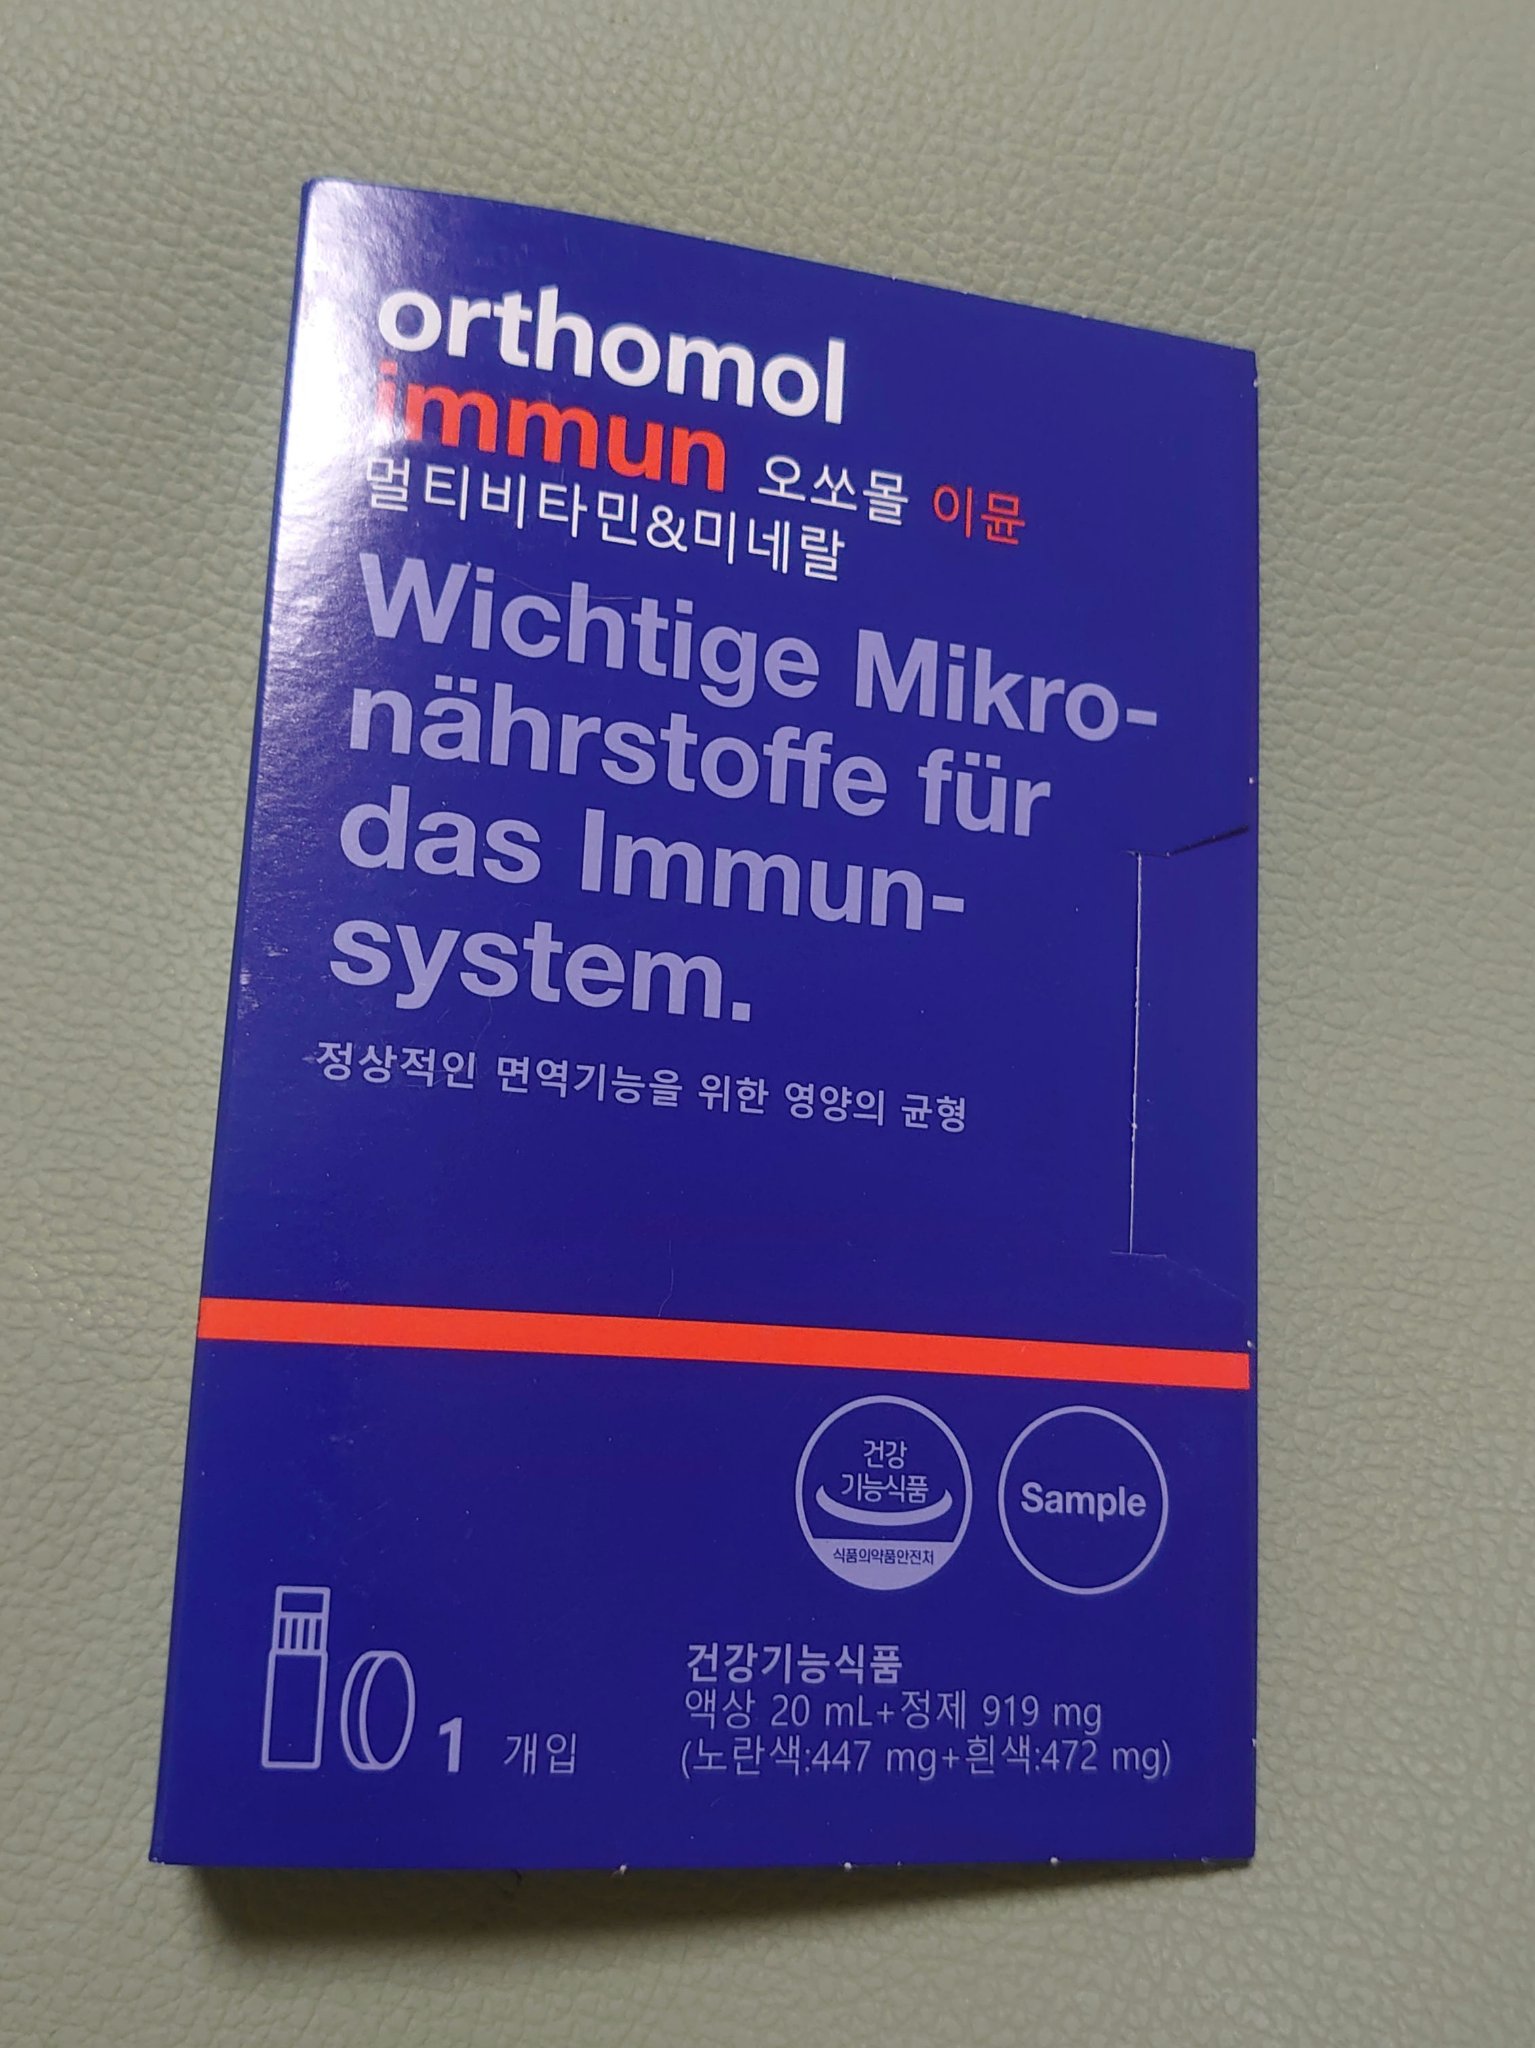 orthomol
immun 오쏘몰 이뮨
멀티비타민&미네랄
Wichtige Mikro-
nährstoffe für
das Immun-
system.
정상적인 면역기능을 위한 영양의 균형
건강
기능식품
식품의약품안전처
Sample
1 개입
건강기능식품
액상 20 mL+정제 919 mg
(노란색:447 mg+흰색:472 mg)